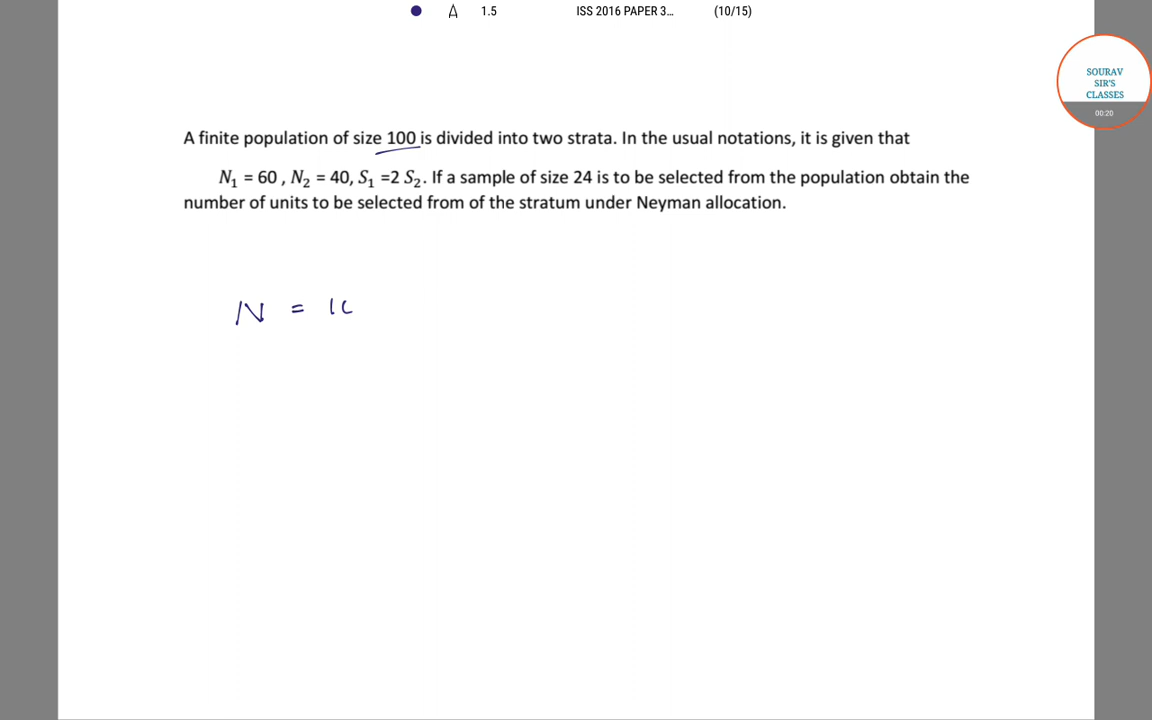 1.5 ISS 2016 PAPER 3... (10/15)
SOURAV
SIR'S
CLASSES
00:20
A finite population of size 100 is divided into two strata. In the usual notations, it is given that
N₁ = 60 , N₂ = 40, S₁ =2 S₂. If a sample of size 24 is to be selected from the population obtain the
number of units to be selected from of the stratum under Neyman allocation.
N = 10